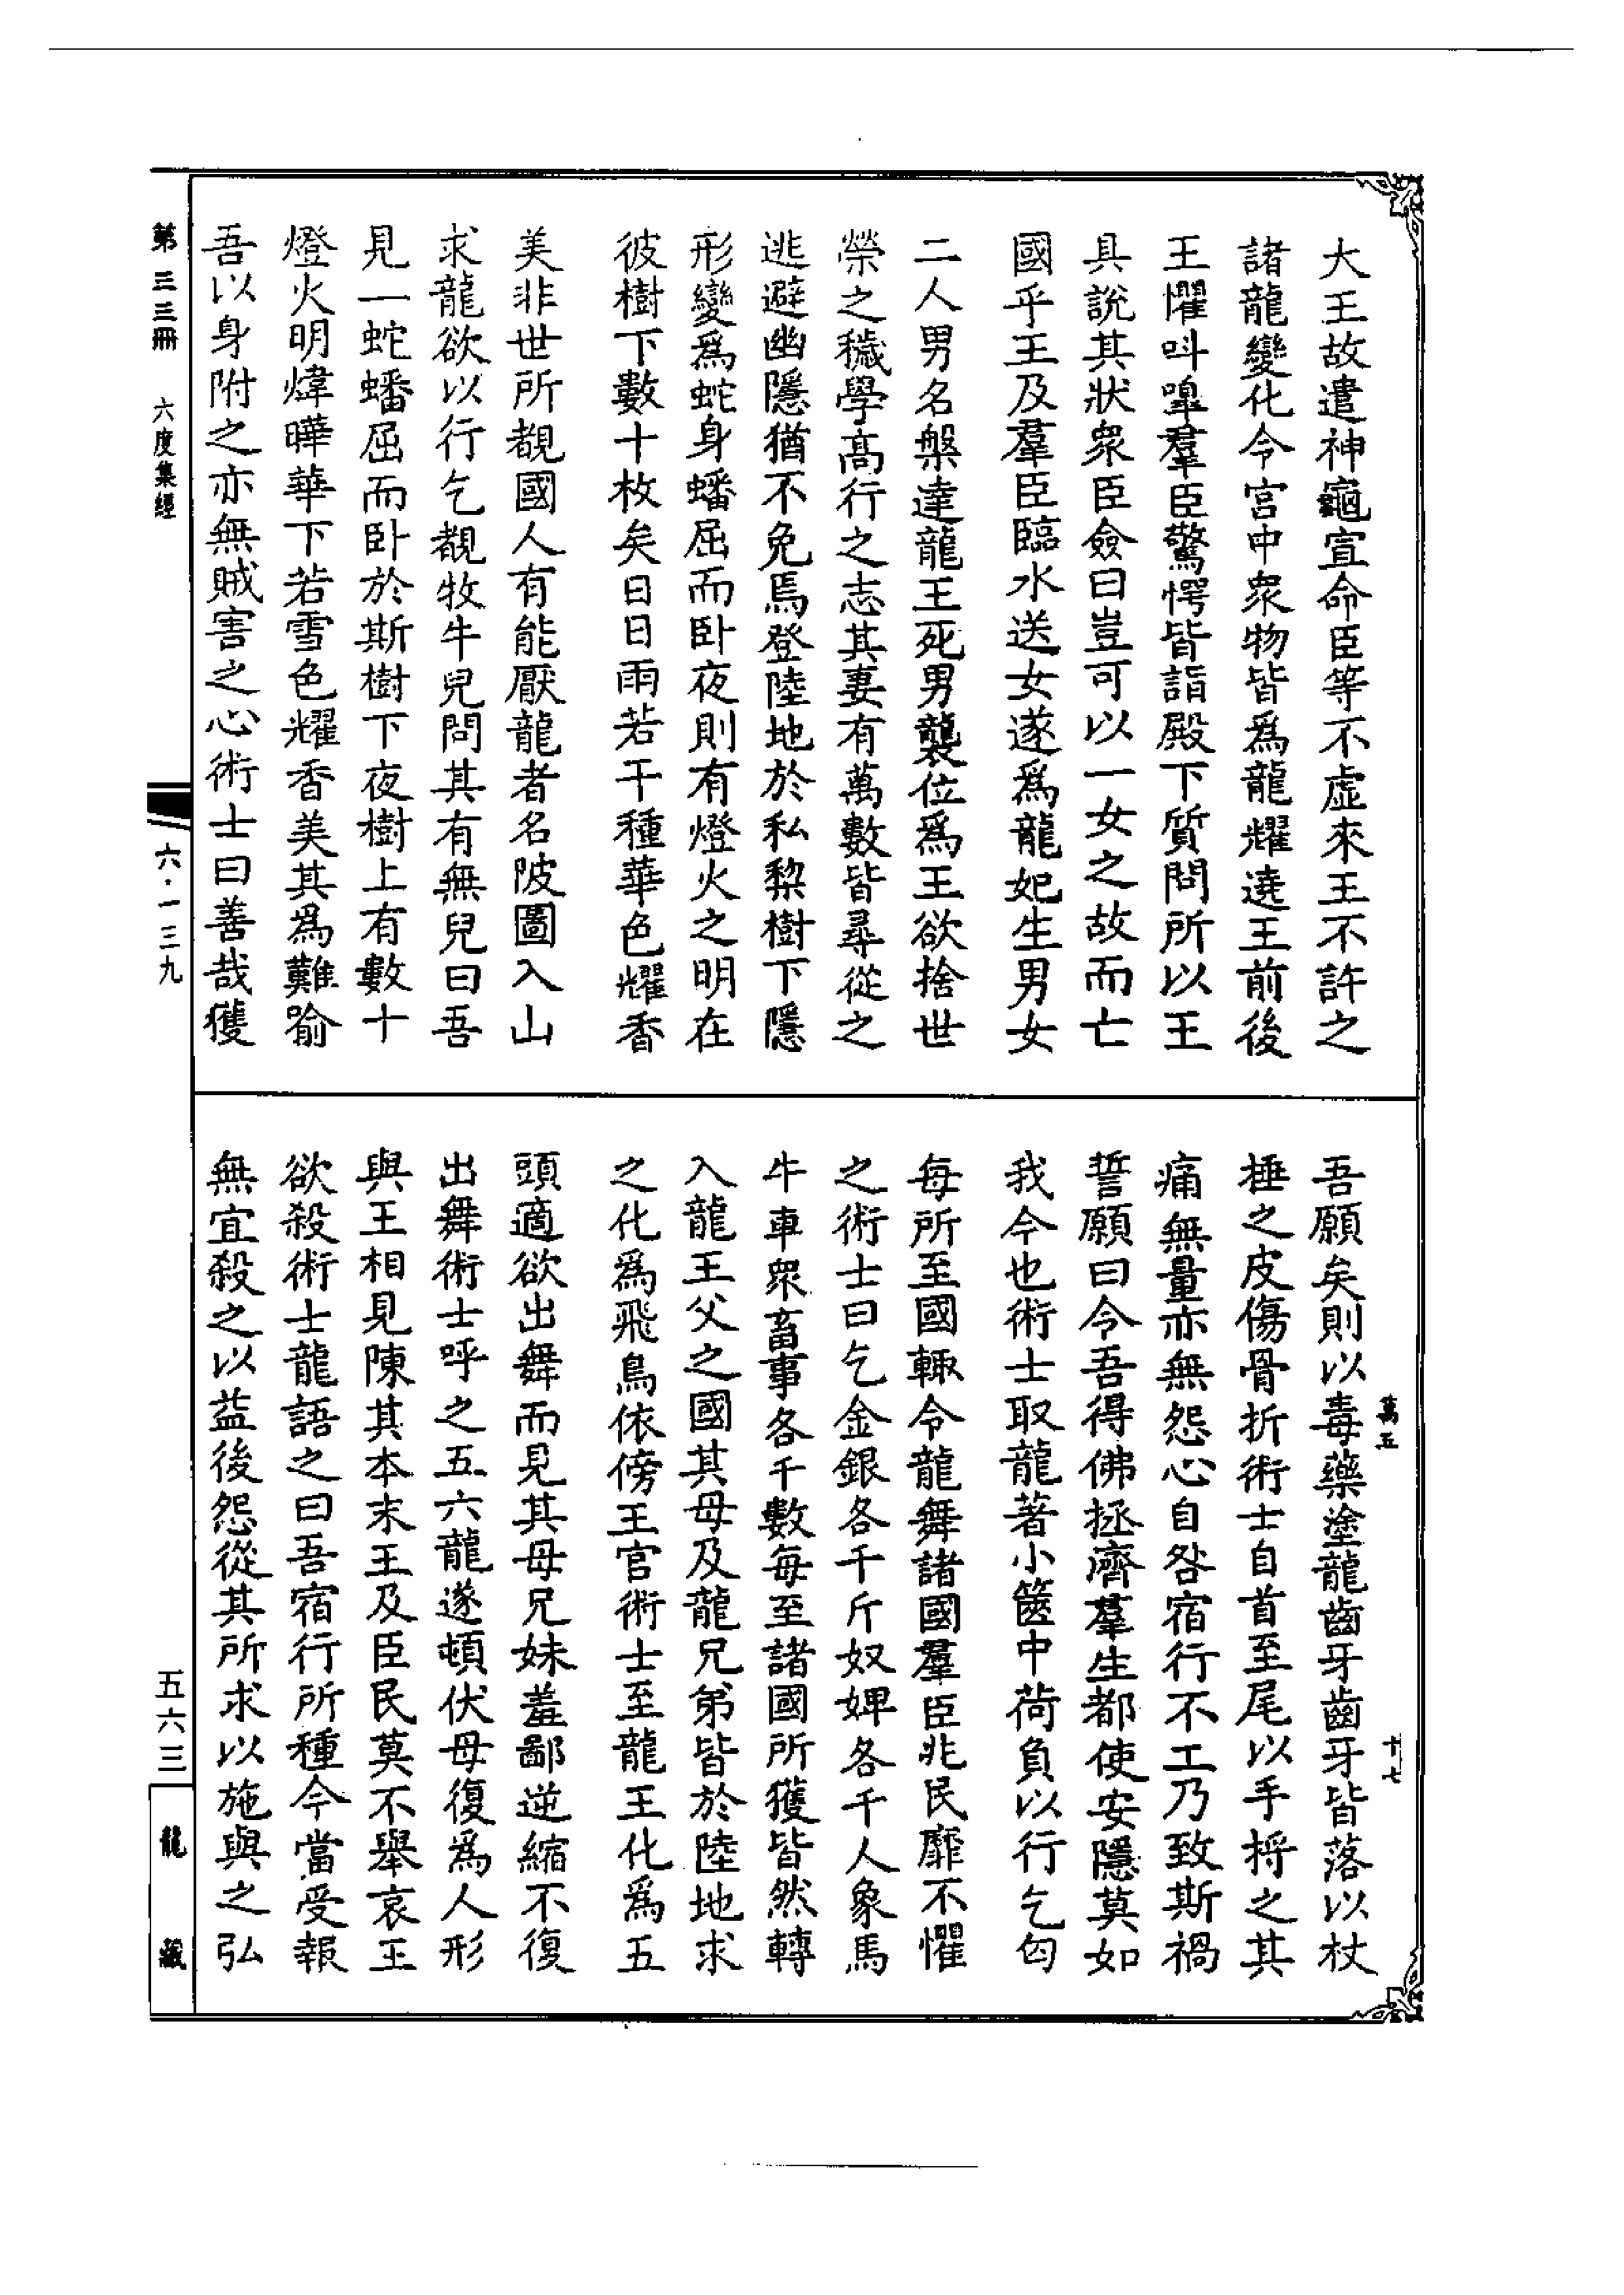 大王故遣神龜宣命臣等不虛來王不許之
諸龍變化令宮中衆物皆爲龍耀遶王前後
王懼叫嘷羣臣驚愕皆詣殿下質問所以王
具說其狀衆臣僉曰豈可以一女之故而亡
國乎王及羣臣臨水送女遂爲龍妃生男女
二人男名槃達龍王死男襲位爲王欲捨世
榮之穢學高行之志其妻有萬數皆尋從之
逃避幽隱猶不免焉登陸地於私棃樹下隱
形變爲蛇身蟠屈而臥夜則有燈火之明在
彼樹下數十枚矣日日雨若干種華色耀香
美非世所覩國人有能厭龍者名陂圖入山
求龍欲以行乞覩牧牛兒問其有無兒曰吾
見一蛇蟠屈而臥於斯樹下夜樹上有數十
燈火明煒曄華下若雪色耀香美其爲難喻
吾以身附之亦無賊害之心術士曰善哉獲
吾願矣則以毒藥塗龍齒牙齒牙皆落以杖
捶之皮傷骨折術士自首至尾以手捋之其
痛無量亦無怨心自咎宿行不工乃致斯禍
誓願曰今吾得佛拯濟羣生都使安隱莫如
我今也術士取龍著小篋中荷負以行乞匄
每所至國輙令龍舞諸國羣臣兆民靡不懼
之術士曰乞金銀各千斤奴婢各千人象馬
牛車衆畜事各千數每至諸國所獲皆然轉
入龍王父之國其母及龍兄弟皆於陸地求
之化爲飛鳥依傍王宮術士至龍王化爲五
頭適欲出舞而見其母兄妹羞鄙逆縮不復
出舞術士呼之五六龍遂頓伏母復爲人形
與王相見陳其本末王及臣民莫不舉哀王
欲殺術士龍語之曰吾宿行所種今當受報
無宜殺之以益後怨從其所求以施與之弘
萬五
十七
第三三冊
六度集經
六·一三九
五六三
龍藏